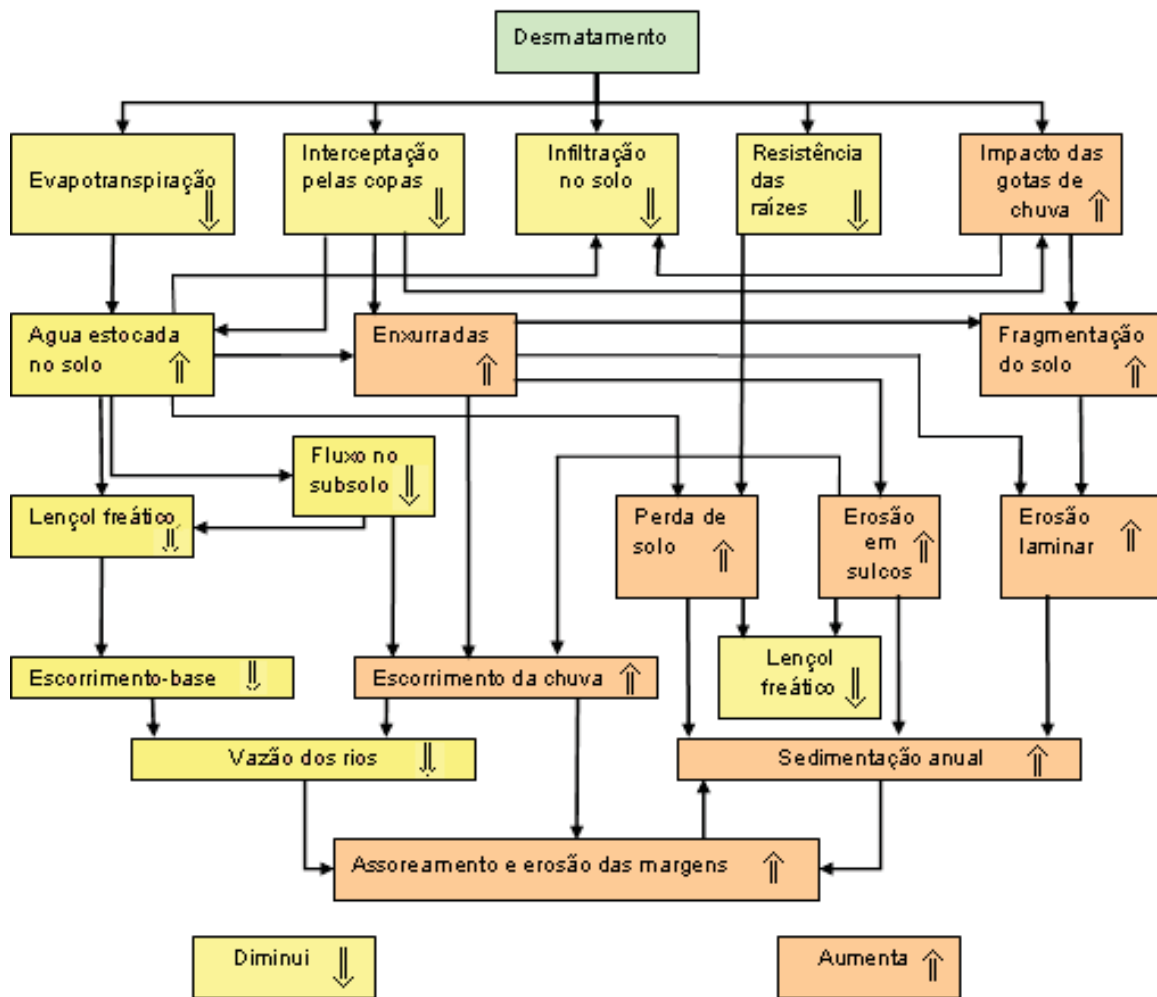 Desmatamento
Evapotranspiração
Interceptação
pelas copas
Infiltração
no solo
Resistência
das
raízes
Impacto das
gotas de
chuva
Agua estocada
no solo
Enxurradas
Fragmentação
do solo
Fluxo no
subsolo
Lençol freático
Perda de
solo
Erosão
em
sulcos
Erosão
laminar
Escorrimento-base
Escorrimento da chuva
Lençol
freático
Vazão dos rios
Sedimentação anual
Assoreamento e erosão das margens
Diminui
Aumenta